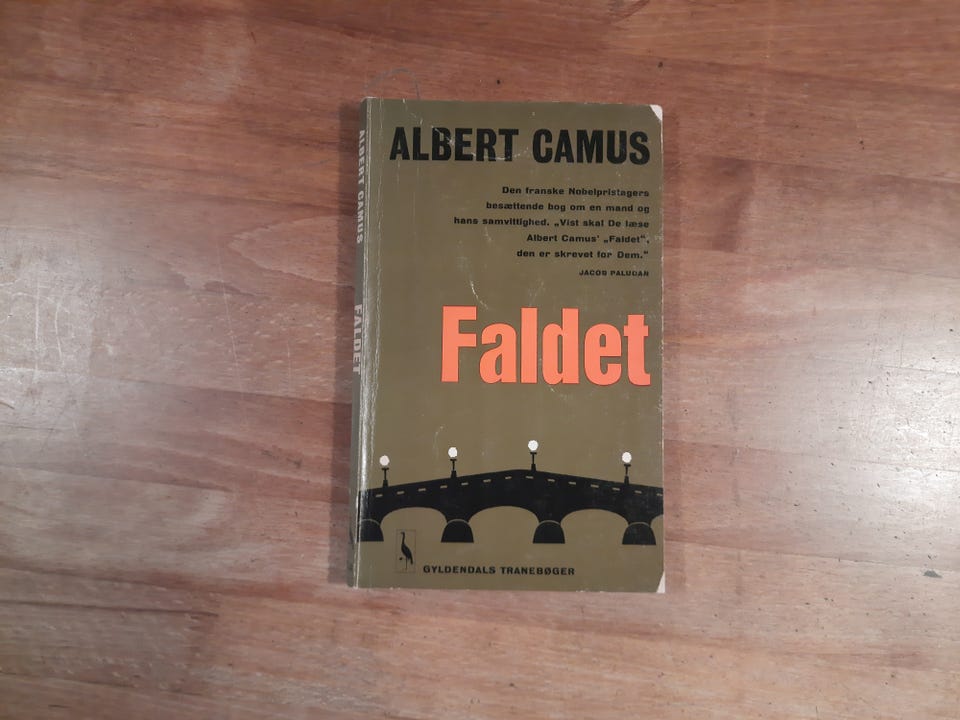 ALBERT CAMUS
Den franske Nobelpristagers
besættende bog om en mand og
hans samvittighed. „Vist skal De læse
Albert Camus' „Faldet",
den er skrevet for Dem."
JACOB PALUDAN
Faldet
GYLDENDALS TRANEBØGER
ALBERT CAMUS
FALDET